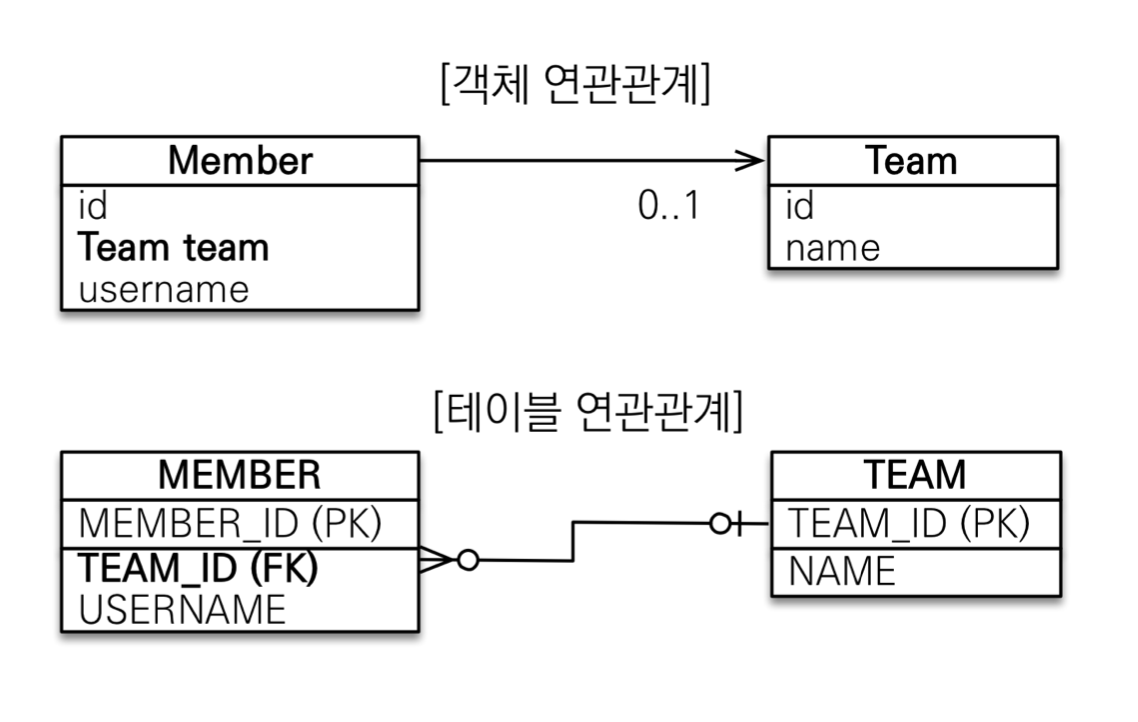 [객체 연관관계]
Member
id
Team team
username
0..1
Team
id
name
[테이블 연관관계]
MEMBER
MEMBER_ID (PK)
TEAM_ID (FK)
USERNAME
TEAM
TEAM_ID (PK)
NAME